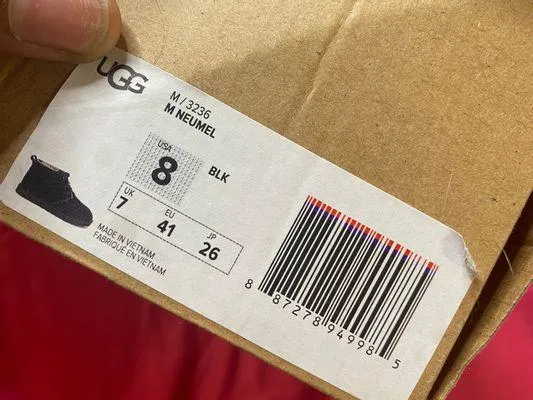 UGG
M / 3236
M NEUMEL
USA
8
BLK
UK EU JP
7 41 26
MADE IN VIETNAM
FABRIQUÉ EN VIETNAM
8 87278 94998 5